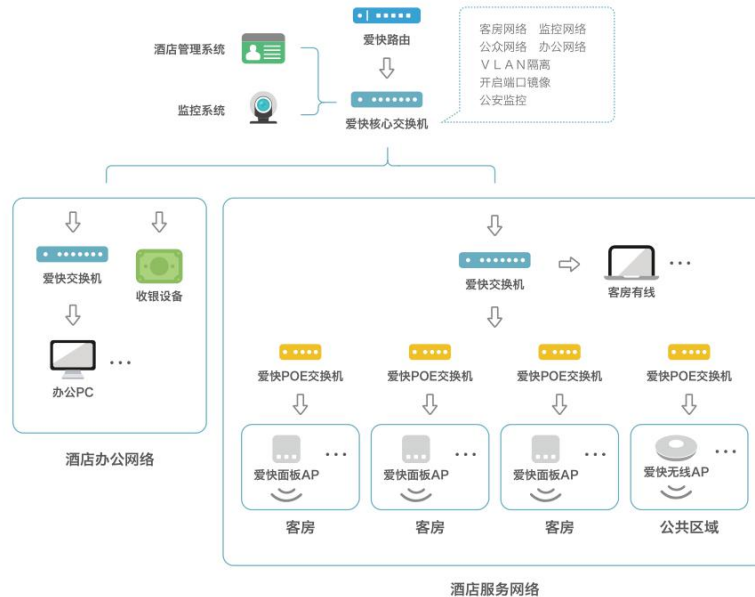 爱快路由
酒店管理系统
监控系统
爱快核心交换机
客房网络 监控网络
公众网络 办公网络
VLAN隔离
开启端口镜像
公安监控
爱快交换机
收银设备
办公PC
···
酒店办公网络
爱快交换机
客房有线
···
爱快POE交换机 爱快POE交换机 爱快POE交换机 爱快POE交换机
··· ··· ··· ···
爱快面板AP 爱快面板AP 爱快面板AP 爱快无线AP
客房 客房 客房 公共区域
酒店服务网络